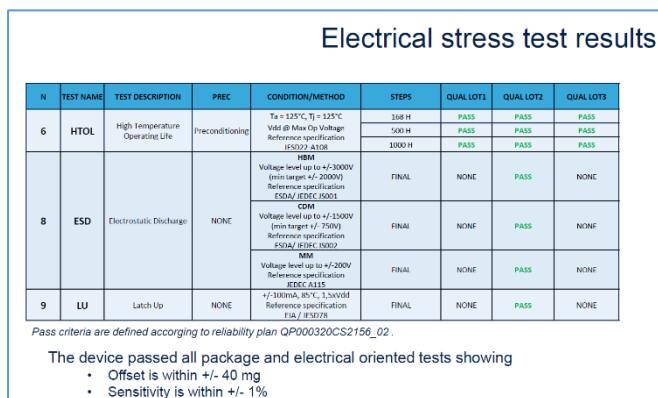 Electrical stress test results
N TEST NAME TEST DESCRIPTION PREC CONDITION/METHOD STEPS QUAL LOT1 QUAL LOT2 QUAL LOT3
6 HTOL High Temperature Operating Life Preconditioning
Ta = 125°C, Tj = 125°C
Vdd @ Max Op Voltage
Reference specification
JESD22-A108
168 H PASS PASS PASS
500 H PASS PASS PASS
1000 H PASS PASS PASS
8 ESD Electrostatic Discharge NONE
HBM
Voltage level up to +/-3000V
(min target +/- 2000V)
Reference specification
ESDA/ JEDEC JS001
FINAL NONE PASS NONE
CDM
Voltage level up to +/-1500V
(min target +/- 750V)
Reference specification
ESDA/ JEDEC JS002
FINAL NONE PASS NONE
MM
Voltage level up to +/-200V
Reference specification
JEDEC A115
FINAL NONE PASS NONE
9 LU Latch Up NONE
+/-100mA, 85°C, 1,5xVdd
Reference specification
EIA / JESD78
FINAL NONE PASS NONE
Pass criteria are defined accorging to reliability plan QP000320CS2156_02 .
The device passed all package and electrical oriented tests showing
• Offset is within +/- 40 mg
• Sensitivity is within +/- 1%